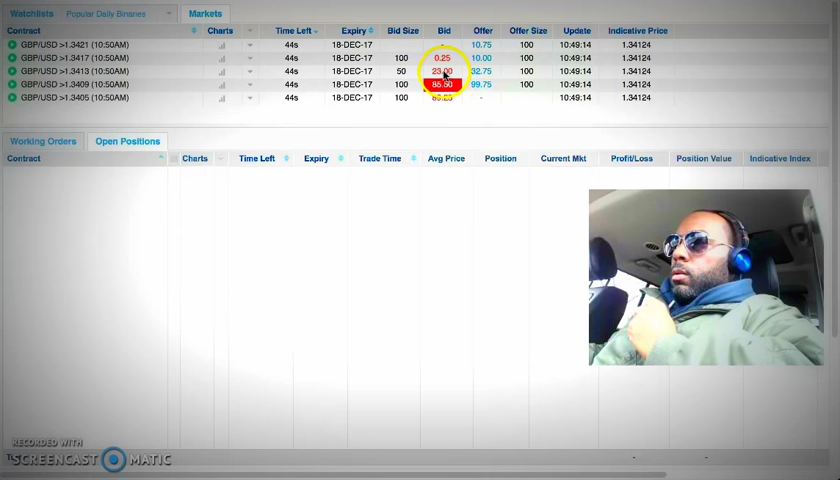 Watchlists Popular Daily Binaries Markets
Contract Charts Time Left Expiry Bid Size Bid Offer Offer Size Update Indicative Price
GBP/USD >1.3421 (10:50AM) 44s 18-DEC-17 - 10.75 100 10:49:14 1.34124
GBP/USD >1.3417 (10:50AM) 44s 18-DEC-17 100 0.25 10.00 100 10:49:14 1.34124
GBP/USD >1.3413 (10:50AM) 44s 18-DEC-17 50 23.00 32.75 100 10:49:14 1.34124
GBP/USD >1.3409 (10:50AM) 44s 18-DEC-17 100 85.50 99.75 100 10:49:14 1.34124
GBP/USD >1.3405 (10:50AM) 44s 18-DEC-17 100 89.25 - 10:49:14 1.34124
Working Orders Open Positions
Contract Charts Time Left Expiry Trade Time Avg Price Position Current Mkt Profit/Loss Position Value Indicative Index
RECORDED WITH
SCREENCAST MATIC
- -